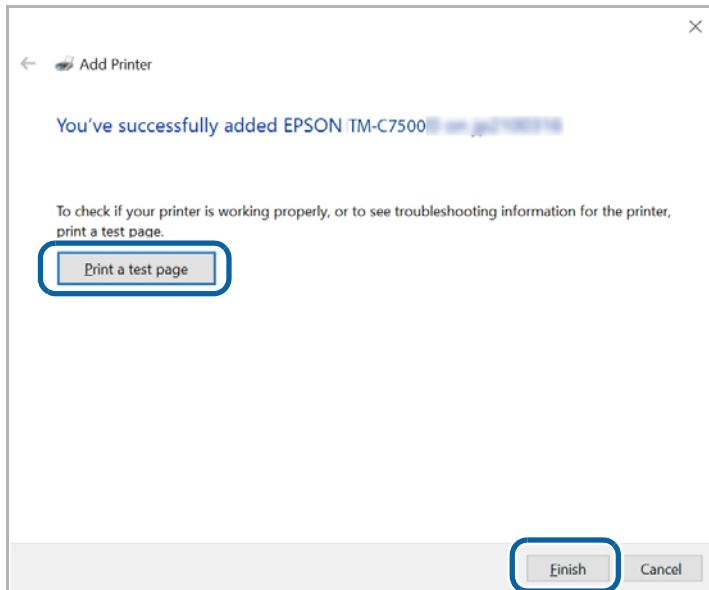 Add Printer
You've successfully added EPSON TM-C7500
To check if your printer is working properly, or to see troubleshooting information for the printer,
print a test page.
Print a test page
Finish
Cancel